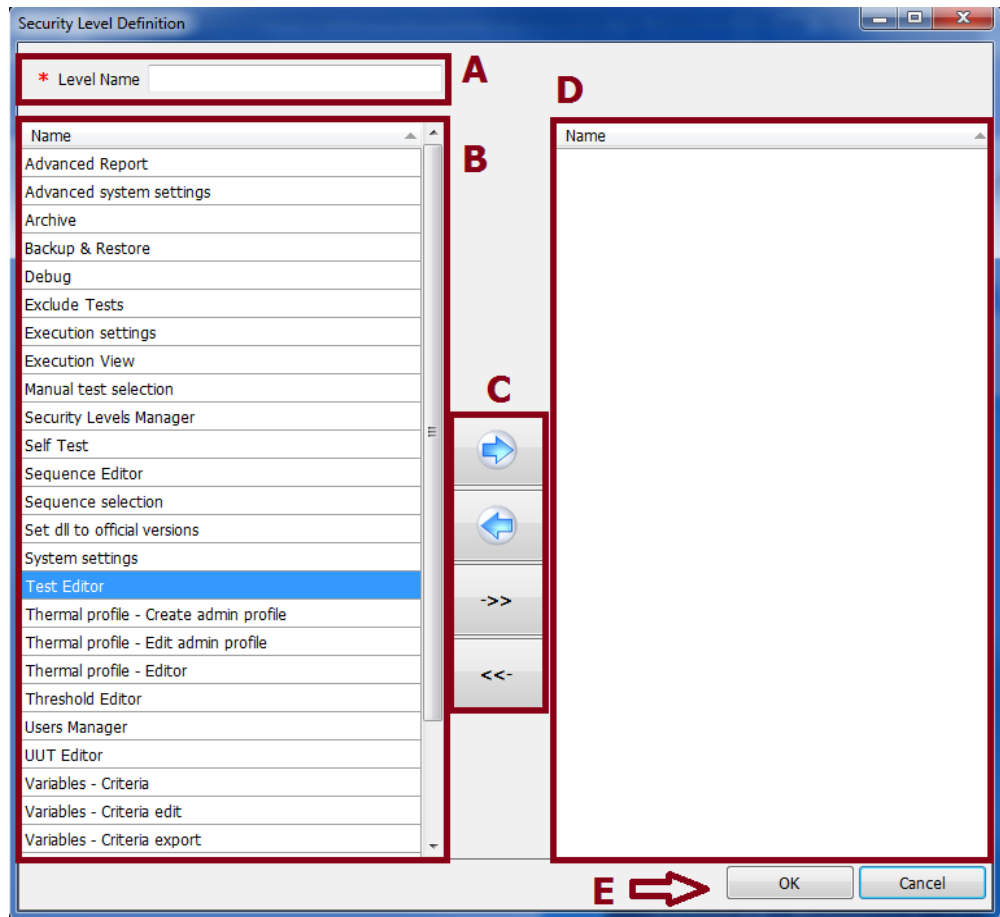 Security Level Definition
* Level Name
A
D
Name
B
Name
Advanced Report
Advanced system settings
Archive
Backup & Restore
Debug
Exclude Tests
Execution settings
Execution View
Manual test selection
C
Security Levels Manager
Self Test
Sequence Editor
Sequence selection
Set dll to official versions
System settings
Test Editor
->>
Thermal profile - Create admin profile
Thermal profile - Edit admin profile
Thermal profile - Editor
<<-
Threshold Editor
Users Manager
UUT Editor
Variables - Criteria
Variables - Criteria edit
Variables - Criteria export
E
OK
Cancel